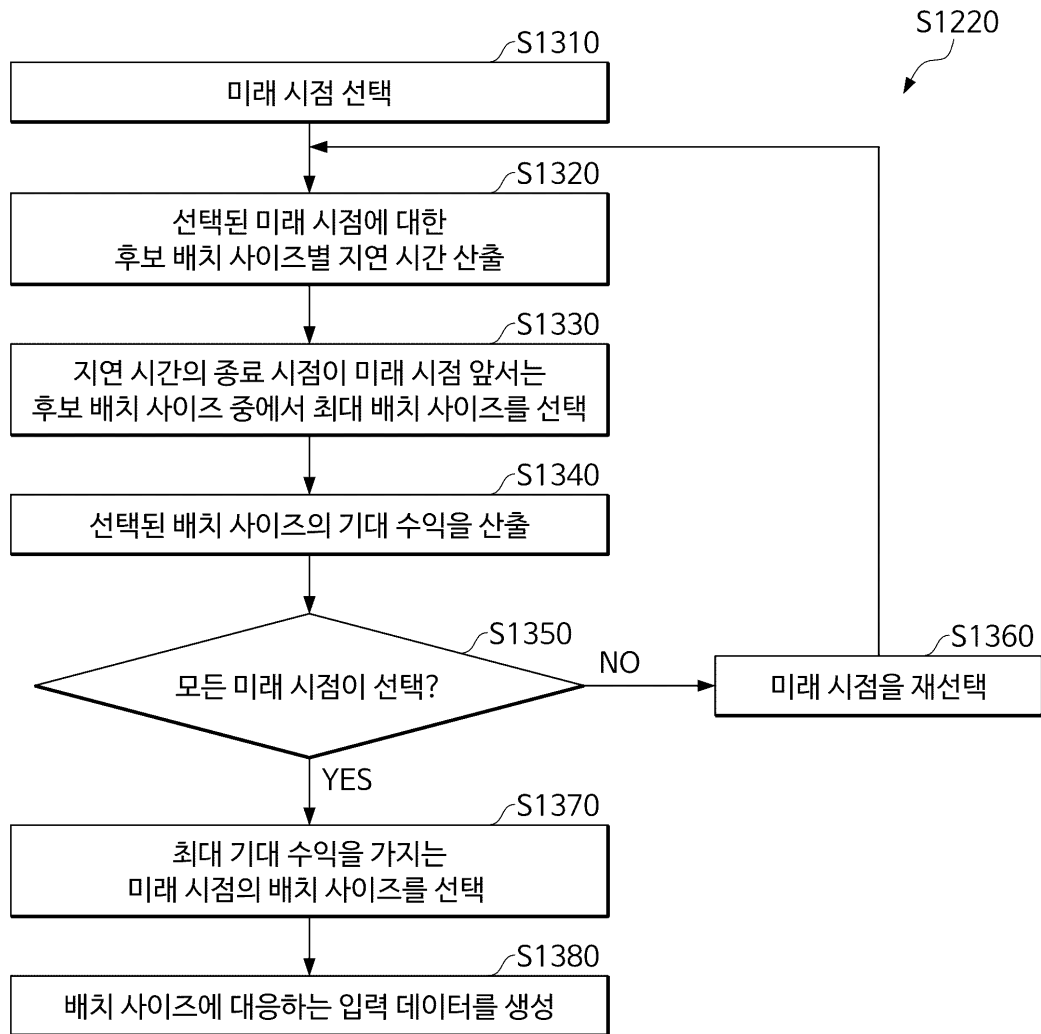 S1220
S1310
미래 시점 선택
S1320
선택된 미래 시점에 대한
후보 배치 사이즈별 지연 시간 산출
S1330
지연 시간의 종료 시점이 미래 시점 앞서는
후보 배치 사이즈 중에서 최대 배치 사이즈를 선택
S1340
선택된 배치 사이즈의 기대 수익을 산출
S1350
모든 미래 시점이 선택?
NO
S1360
미래 시점을 재선택
YES
S1370
최대 기대 수익을 가지는
미래 시점의 배치 사이즈를 선택
S1380
배치 사이즈에 대응하는 입력 데이터를 생성